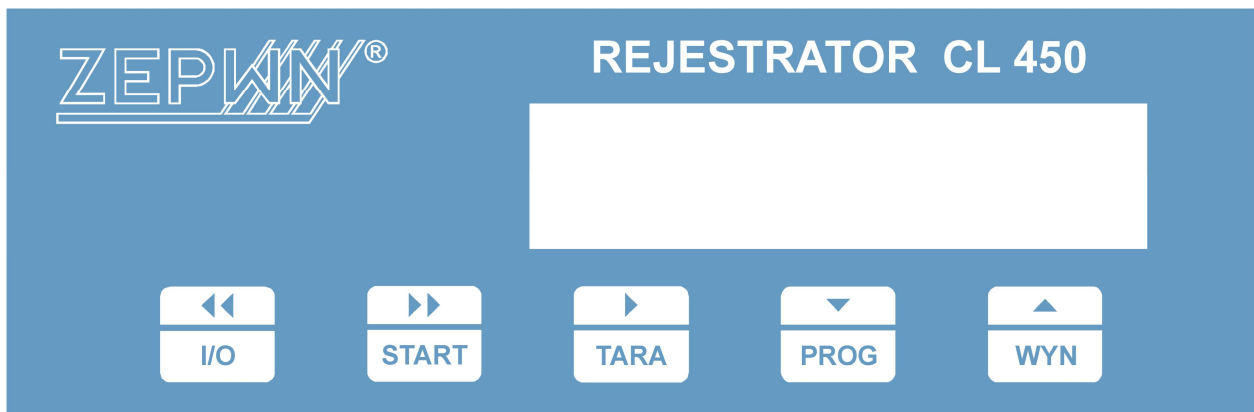 ZEPWN®
REJESTRATOR CL 450
I/O
START
TARA
PROG
WYN